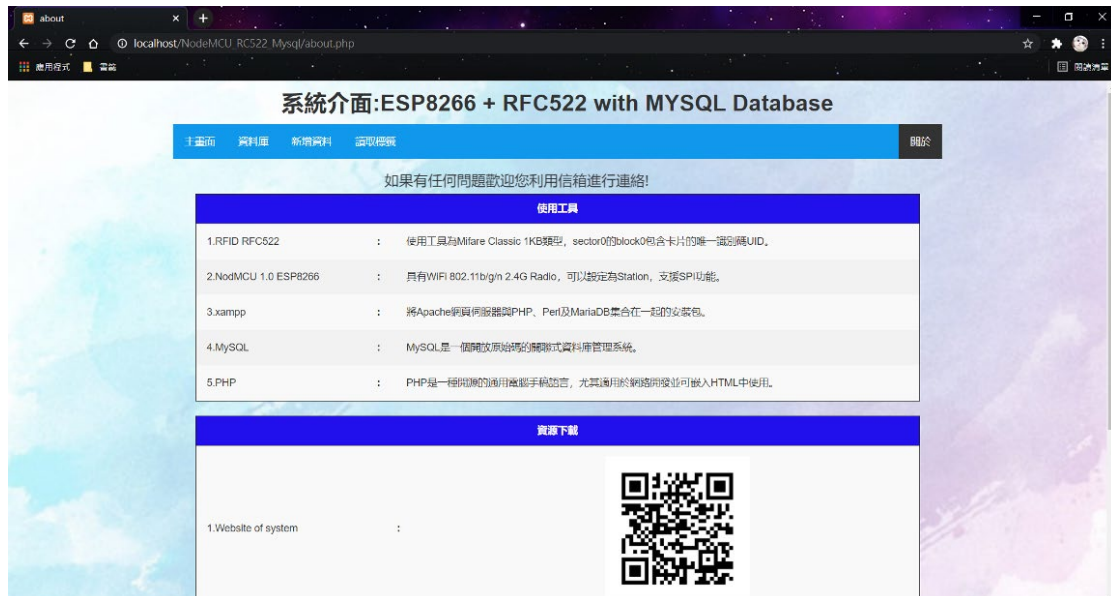 about
localhost/NodeMCU_RC522_Mysql/about.php
應用程式 書籤 閱讀清單
系統介面:ESP8266 + RFC522 with MYSQL Database
主畫面 資料庫 新增資料 讀取標籤 關於
如果有任何問題歡迎您利用信箱進行連絡!
使用工具
1.RFID RFC522 : 使用工具為Mifare Classic 1KB類型，sector0的block0包含卡片的唯一識別碼UID。
2.NodMCU 1.0 ESP8266 : 具有WiFi 802.11b/g/n 2.4G Radio，可以設定為Station，支援SPI功能。
3.xampp : 將Apache網頁伺服器與PHP、Perl及MariaDB集合在一起的安裝包。
4.MySQL : MySQL是一個開放原始碼的關聯式資料庫管理系統。
5.PHP : PHP是一種開源的通用電腦手稿語言，尤其適用於網路開發並可嵌入HTML中使用。
資源下載
1.Website of system :